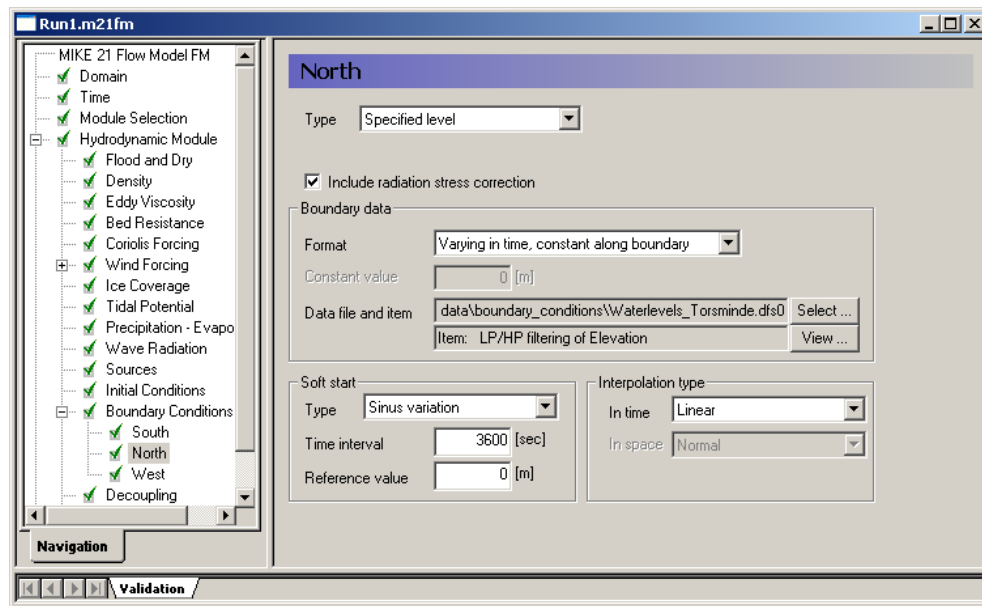 Run1.m21fm
MIKE 21 Flow Model FM
Domain
Time
Module Selection
Hydrodynamic Module
Flood and Dry
Density
Eddy Viscosity
Bed Resistance
Coriolis Forcing
Wind Forcing
Ice Coverage
Tidal Potential
Precipitation - Evapo
Wave Radiation
Sources
Initial Conditions
Boundary Conditions
South
North
West
Decoupling
Navigation
North
Type Specified level
Include radiation stress correction
Boundary data
Format Varying in time, constant along boundary
Constant value 0 [m]
Data file and item data\boundary_conditions\Waterlevels_Torsminde.dfs0 Select ...
Item: LP/HP filtering of Elevation View ...
Soft start
Type Sinus variation
Time interval 3600 [sec]
Reference value 0 [m]
Interpolation type
In time Linear
In space Normal
Validation